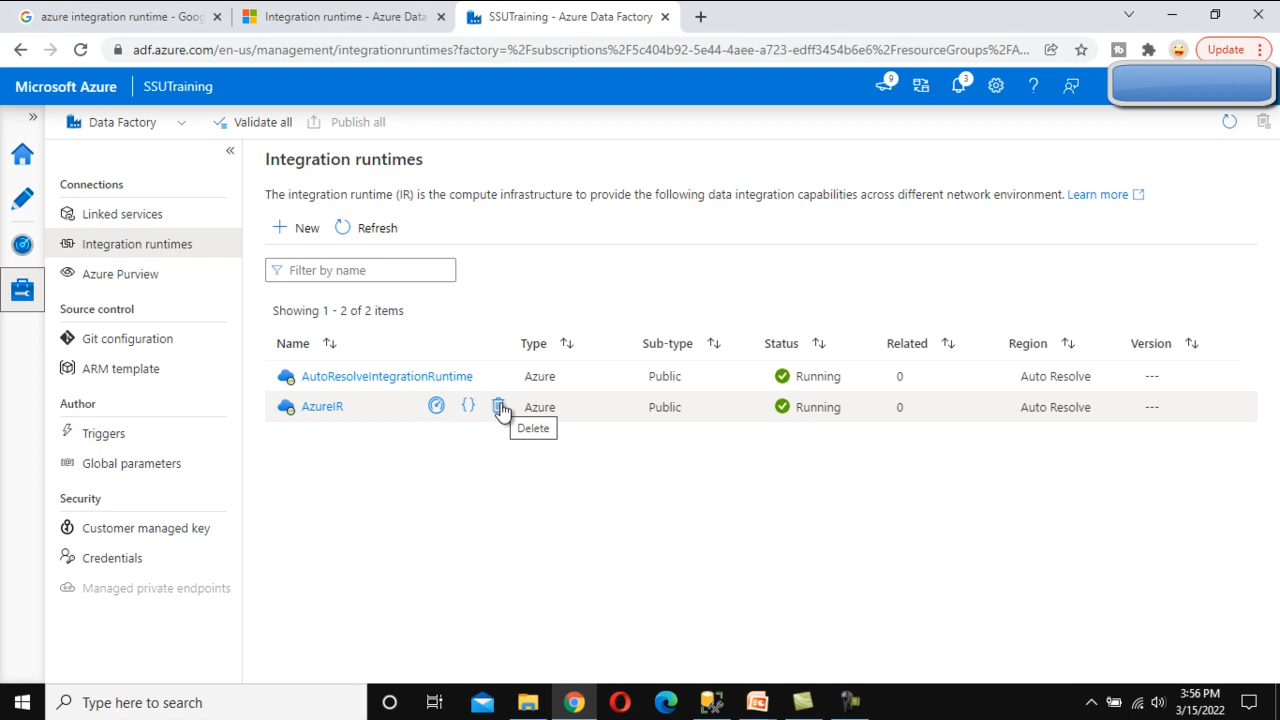 azure integration runtime - Goog
Integration runtime - Azure Data
SSUTraining - Azure Data Factory
adf.azure.com/en-us/management/integrationruntimes?factory=%2Fsubscriptions%2F5c404b92-5e44-4aee-a723-edff3454b6e6%2FresourceGroups%2FA...
Update
Microsoft Azure
SSUTraining
9
3
Data Factory
Validate all
Publish all
Connections
Linked services
Integration runtimes
Azure Purview
Source control
Git configuration
ARM template
Author
Triggers
Global parameters
Security
Customer managed key
Credentials
Managed private endpoints
Integration runtimes
The integration runtime (IR) is the compute infrastructure to provide the following data integration capabilities across different network environment. Learn more
New
Refresh
Filter by name
Showing 1 - 2 of 2 items
Name Type Sub-type Status Related Region Version
AutoResolveIntegrationRuntime Azure Public Running 0 Auto Resolve ---
AzureIR Azure Public Running 0 Auto Resolve ---
Delete
Type here to search
3:56 PM
3/15/2022